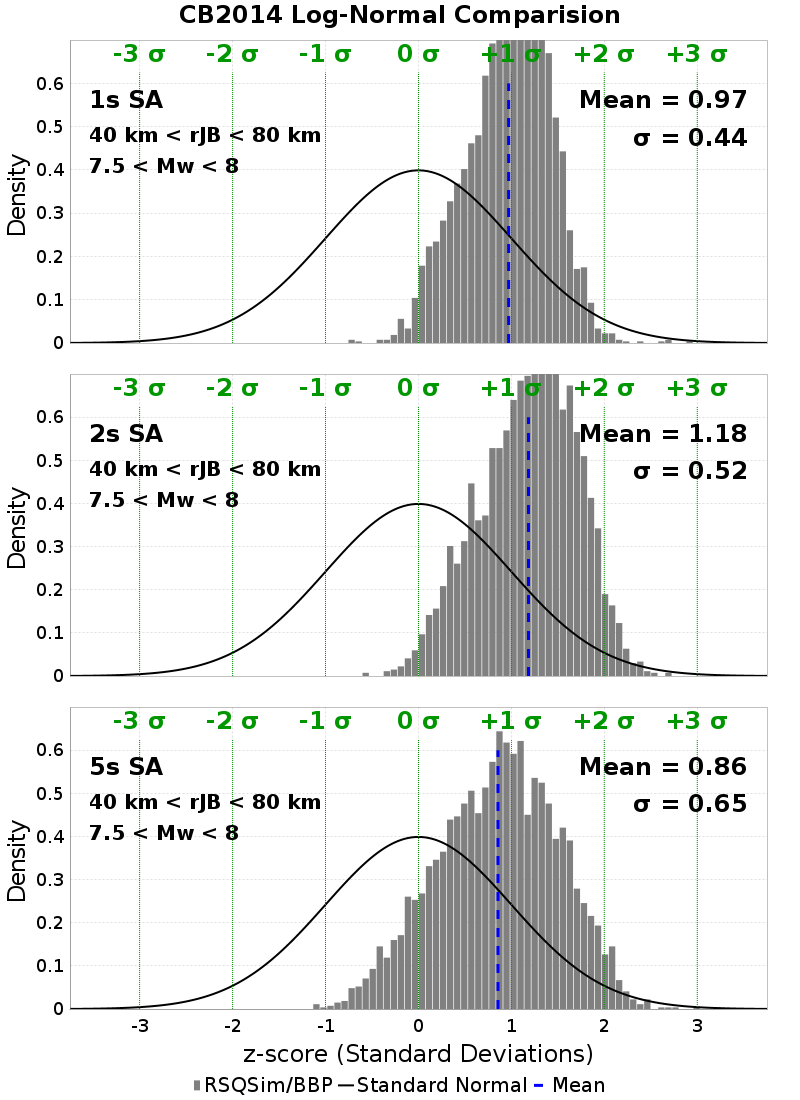 CB2014 Log-Normal Comparision
-3 σ -2 σ -1 σ 0 σ +1 σ +2 σ +3 σ
1s SA
Mean = 0.97
40 km < rJB < 80 km
σ = 0.44
7.5 < Mw < 8
Density
0.6
0.5
0.4
0.3
0.2
0.1
0
-3 σ -2 σ -1 σ 0 σ +1 σ +2 σ +3 σ
2s SA
Mean = 1.18
40 km < rJB < 80 km
σ = 0.52
7.5 < Mw < 8
Density
0.6
0.5
0.4
0.3
0.2
0.1
0
-3 σ -2 σ -1 σ 0 σ +1 σ +2 σ +3 σ
5s SA
Mean = 0.86
40 km < rJB < 80 km
σ = 0.65
7.5 < Mw < 8
Density
0.6
0.5
0.4
0.3
0.2
0.1
0
-3 -2 -1 0 1 2 3
z-score (Standard Deviations)
RSQSim/BBP Standard Normal Mean